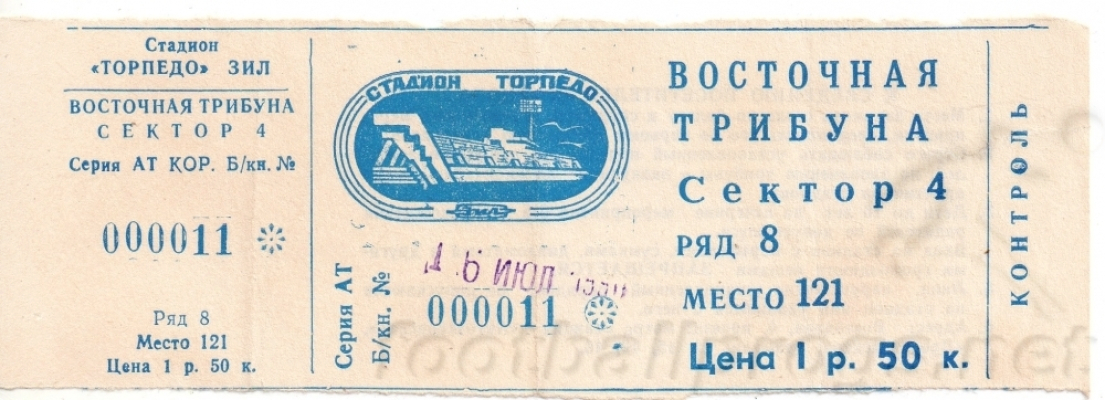 Стадион
«ТОРПЕДО» ЗИЛ
ВОСТОЧНАЯ ТРИБУНА
СЕКТОР 4
Серия АТ КОР. Б/кн. №
000011
Ряд 8
Место 121
Цена 1 р. 50 к.
СТАДИОН ТОРПЕДО
ЗИЛ
16 ИЮЛ 1990
Серия АТ
Б/кн. №
000011
ВОСТОЧНАЯ
ТРИБУНА
Сектор 4
РЯД 8
МЕСТО 121
Цена 1 р. 50 к.
КОНТРОЛЬ